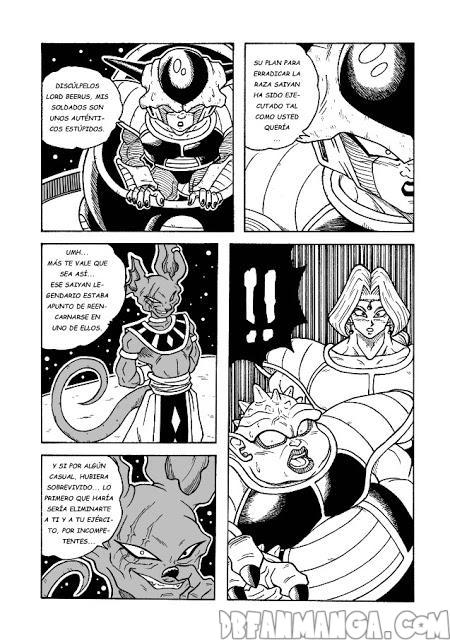 DISCÚLPELOS
LORD BEERUS, MIS
SOLDADOS SON
UNOS AUTÉNTI-
COS ESTÚPIDOS.
SU PLAN PARA
ERRADICAR LA
RAZA SAIYAN
HA SIDO EJE-
CUTADO TAL
COMO USTED
QUERÍA
UMH...
MÁS TE VALE QUE
SEA ASÍ...
ESE SAIYAN LE-
GENDARIO ESTABA
APUNTO DE REEN-
CARNARSE EN
UNO DE ELLOS.
!!
Y SI POR ALGÚN
CASUAL, HUBIERA
SOBREVIVIDO... LO
PRIMERO QUE HARÍA
SERÍA ELIMINARTE
A TI Y A TU EJÉRCI-
TO, POR INCOMPE-
TENTES...
DBFANMANGA.COM